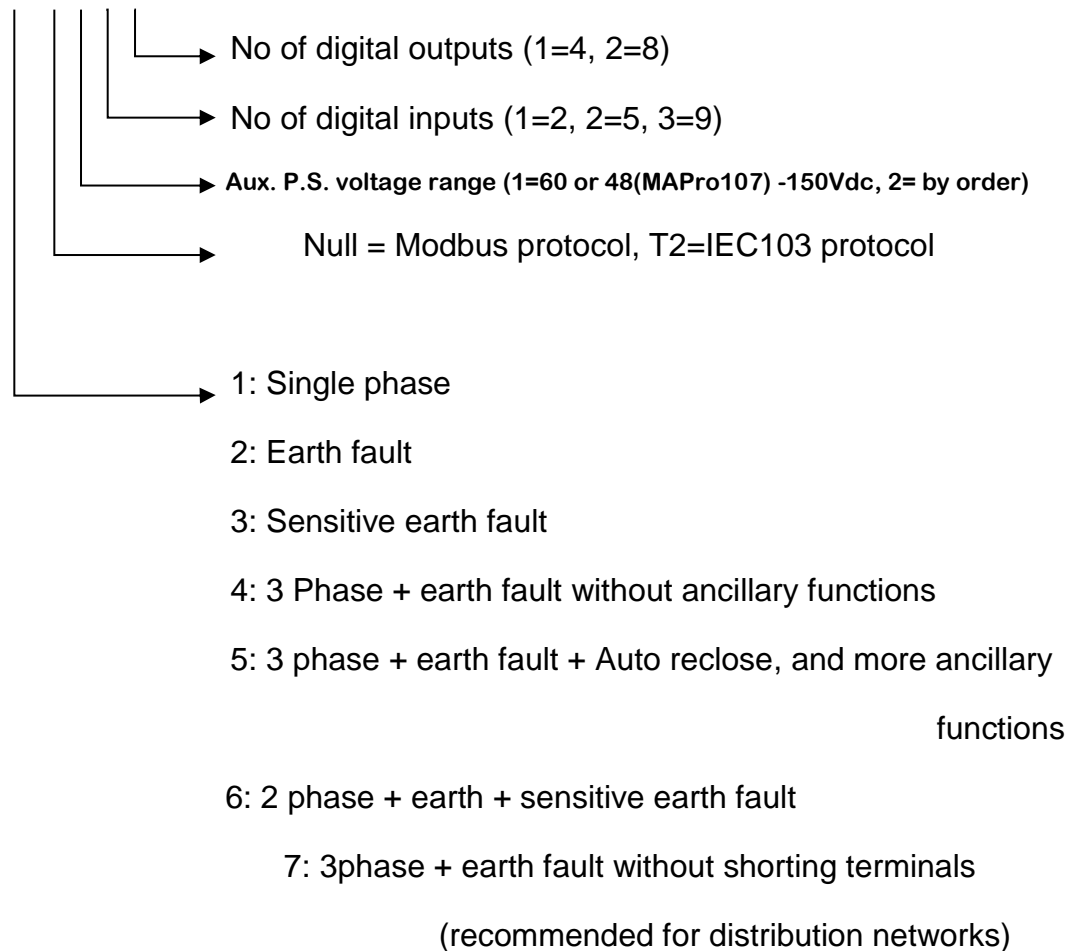 No of digital outputs (1=4, 2=8)
No of digital inputs (1=2, 2=5, 3=9)
Aux. P.S. voltage range (1=60 or 48(MAPro107) -150Vdc, 2= by order)
Null = Modbus protocol, T2=IEC103 protocol
1: Single phase
2: Earth fault
3: Sensitive earth fault
4: 3 Phase + earth fault without ancillary functions
5: 3 phase + earth fault + Auto reclose, and more ancillary
functions
6: 2 phase + earth + sensitive earth fault
7: 3phase + earth fault without shorting terminals
(recommended for distribution networks)